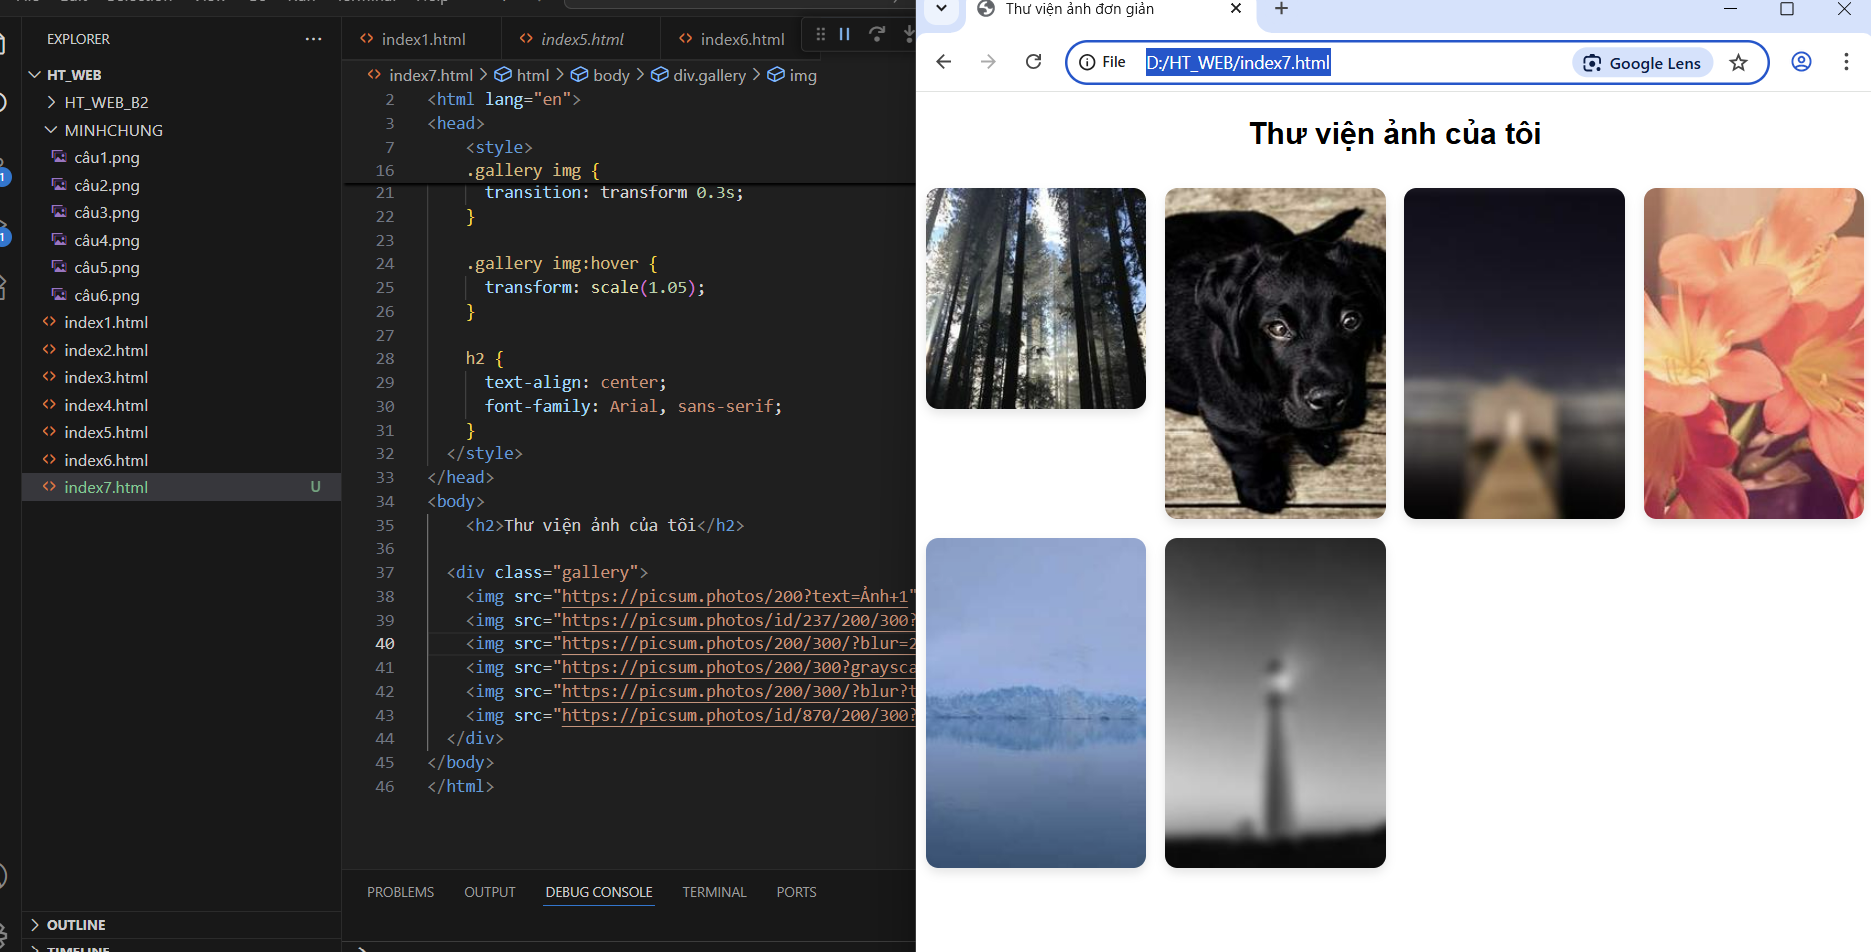 Thư viện ảnh đơn giản
EXPLORER
index1.html
index5.html
index6.html
File
D:/HT_WEB/index7.html
Google Lens
HT_WEB
index7.html > html > body > div.gallery > img
HT_WEB_B2
MINHCHUNG
câu1.png
câu2.png
câu3.png
câu4.png
câu5.png
câu6.png
index1.html
index2.html
index3.html
index4.html
index5.html
index6.html
index7.html U
1
1
2 <html lang="en">
3 <head>
7 <style>
16 .gallery img {
21 transition: transform 0.3s;
22 }
23
24 .gallery img:hover {
25 transform: scale(1.05);
26 }
27
28 h2 {
29 text-align: center;
30 font-family: Arial, sans-serif;
31 }
32 </style>
33 </head>
34 <body>
35 <h2>Thư viện ảnh của tôi</h2>
36
37 <div class="gallery">
38 <img src="https://picsum.photos/200?text=Ảnh+1"
39 <img src="https://picsum.photos/id/237/200/300?
40 <img src="https://picsum.photos/200/300/?blur=2
41 <img src="https://picsum.photos/200/300?graysca
42 <img src="https://picsum.photos/200/300/?blur?t
43 <img src="https://picsum.photos/id/870/200/300?
44 </div>
45 </body>
46 </html>
PROBLEMS OUTPUT DEBUG CONSOLE TERMINAL PORTS
OUTLINE
TIMELINE
Thư viện ảnh của tôi